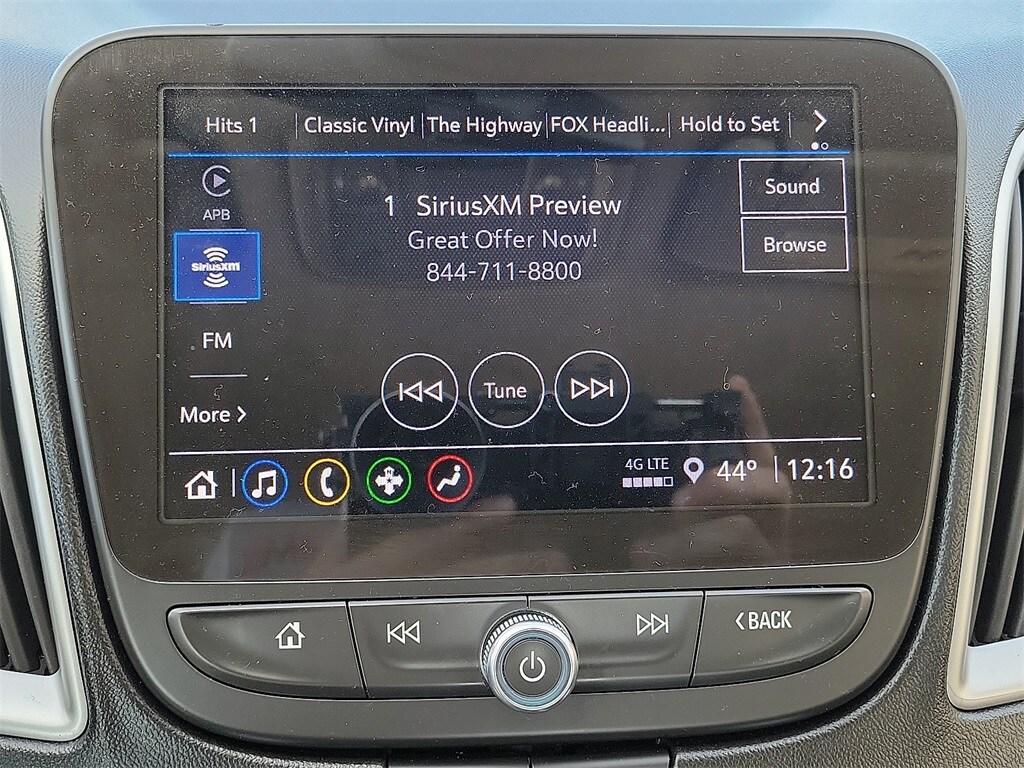 Hits 1 Classic Vinyl The Highway FOX Headli... Hold to Set
APB
SiriusXM
FM
More
1 SiriusXM Preview
Great Offer Now!
844-711-8800
Sound
Browse
Tune
N
4G LTE 44° 12:16
BACK